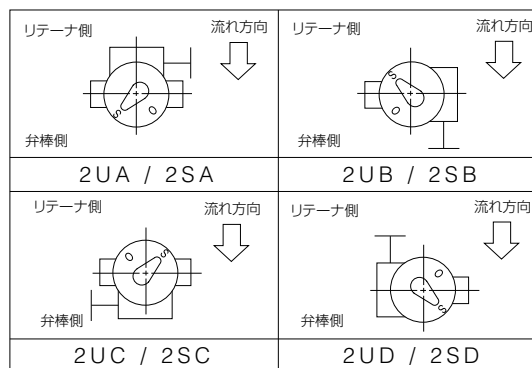 リテーナ側
流れ方向
S
O
弁棒側
2UA / 2SA
リテーナ側
流れ方向
S
O
弁棒側
2UB / 2SB
リテーナ側
流れ方向
O
S
弁棒側
2UC / 2SC
リテーナ側
流れ方向
O
S
弁棒側
2UD / 2SD